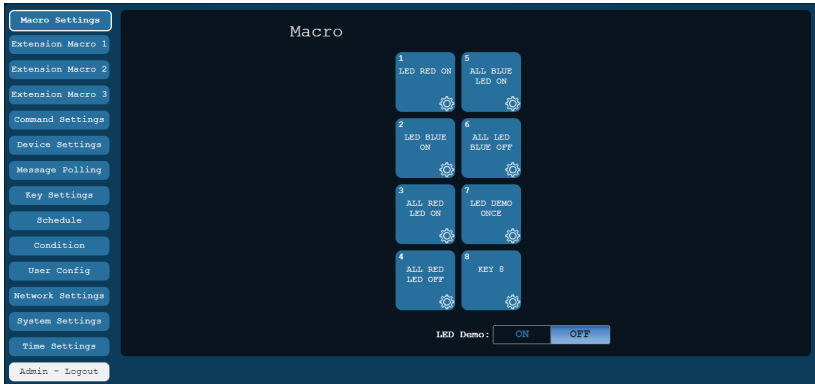 Macro Settings
Extension Macro 1
Extension Macro 2
Extension Macro 3
Command Settings
Device Settings
Message Polling
Key Settings
Schedule
Condition
User Config
Network Settings
System Settings
Time Settings
Admin - Logout
Macro
1
LED RED ON
5
ALL BLUE
LED ON
2
LED BLUE
ON
6
ALL LED
BLUE OFF
3
ALL RED
LED ON
7
LED DEMO
ONCE
4
ALL RED
LED OFF
8
KEY 8
LED Demo: ON OFF